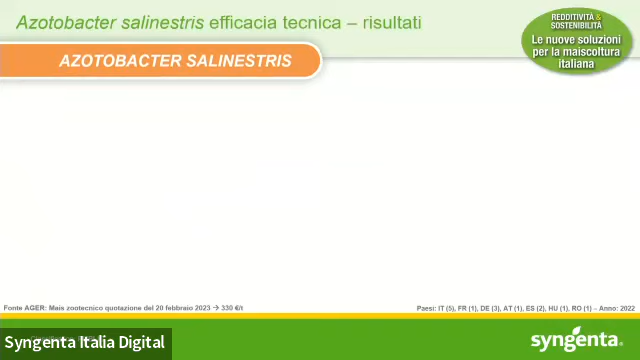 Azotobacter salinestris efficacia tecnica – risultati
REDDITIVITÀ &
SOSTENIBILITÀ
Le nuove soluzioni
per la maiscoltura
italiana
AZOTOBACTER SALINESTRIS
Fonte AGER: Mais zootecnico quotazione del 20 febbraio 2023 → 339 €/t
Paesi: IT (5), FR (1), DE (3), AT (1), ES (2), HU (1), RO (1) – Anno: 2022
Syngenta Italia Digital
syngenta